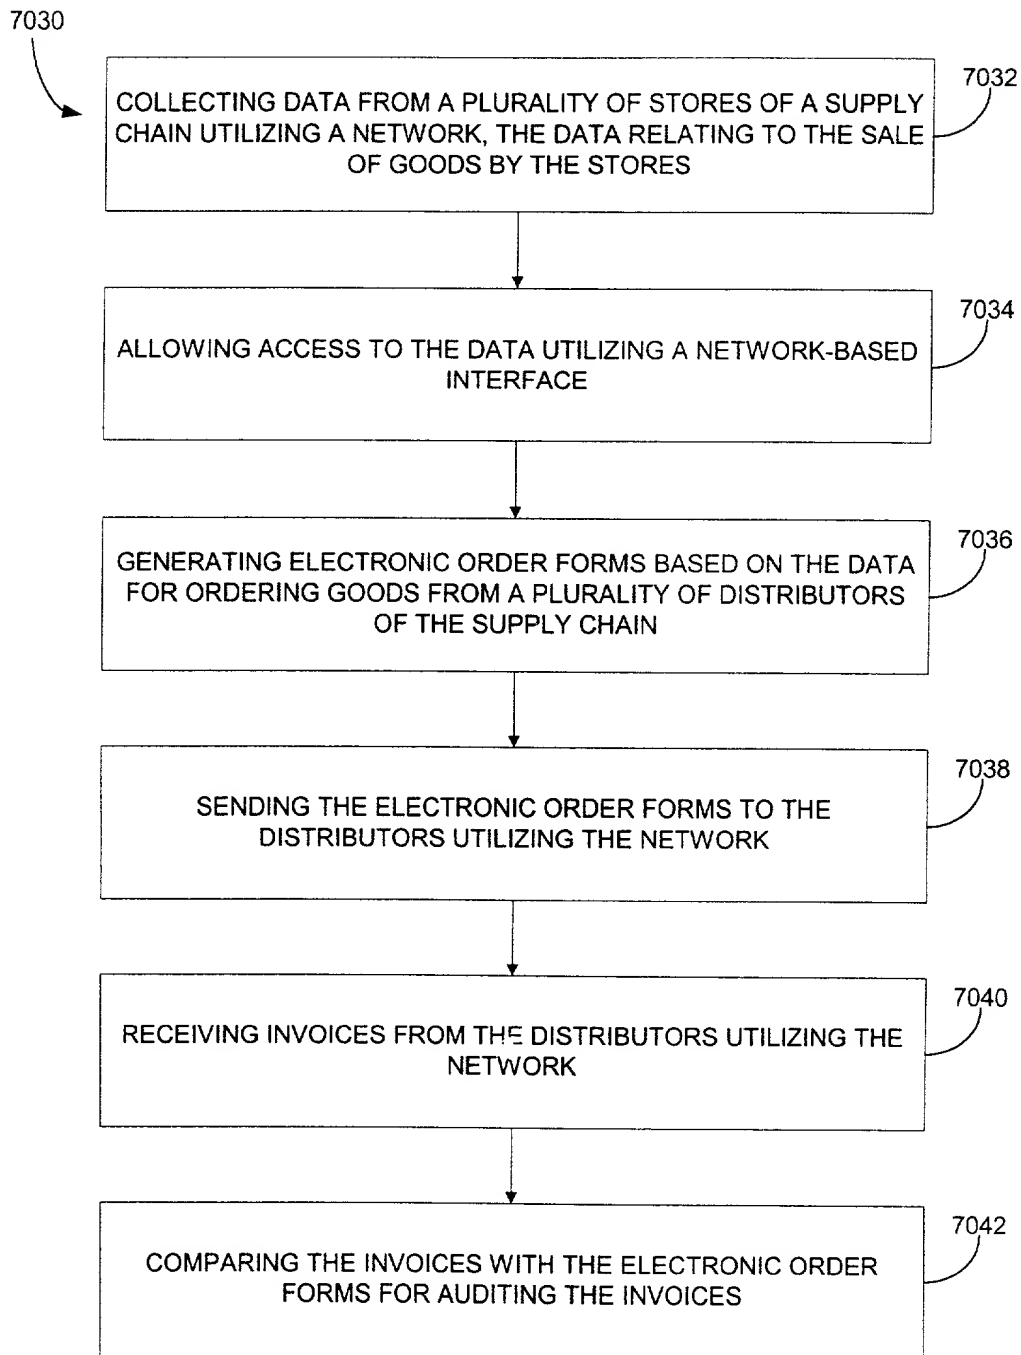 7030
7032
COLLECTING DATA FROM A PLURALITY OF STORES OF A SUPPLY
CHAIN UTILIZING A NETWORK, THE DATA RELATING TO THE SALE
OF GOODS BY THE STORES
7034
ALLOWING ACCESS TO THE DATA UTILIZING A NETWORK-BASED
INTERFACE
7036
GENERATING ELECTRONIC ORDER FORMS BASED ON THE DATA
FOR ORDERING GOODS FROM A PLURALITY OF DISTRIBUTORS
OF THE SUPPLY CHAIN
7038
SENDING THE ELECTRONIC ORDER FORMS TO THE
DISTRIBUTORS UTILIZING THE NETWORK
7040
RECEIVING INVOICES FROM THE DISTRIBUTORS UTILIZING THE
NETWORK
7042
COMPARING THE INVOICES WITH THE ELECTRONIC ORDER
FORMS FOR AUDITING THE INVOICES